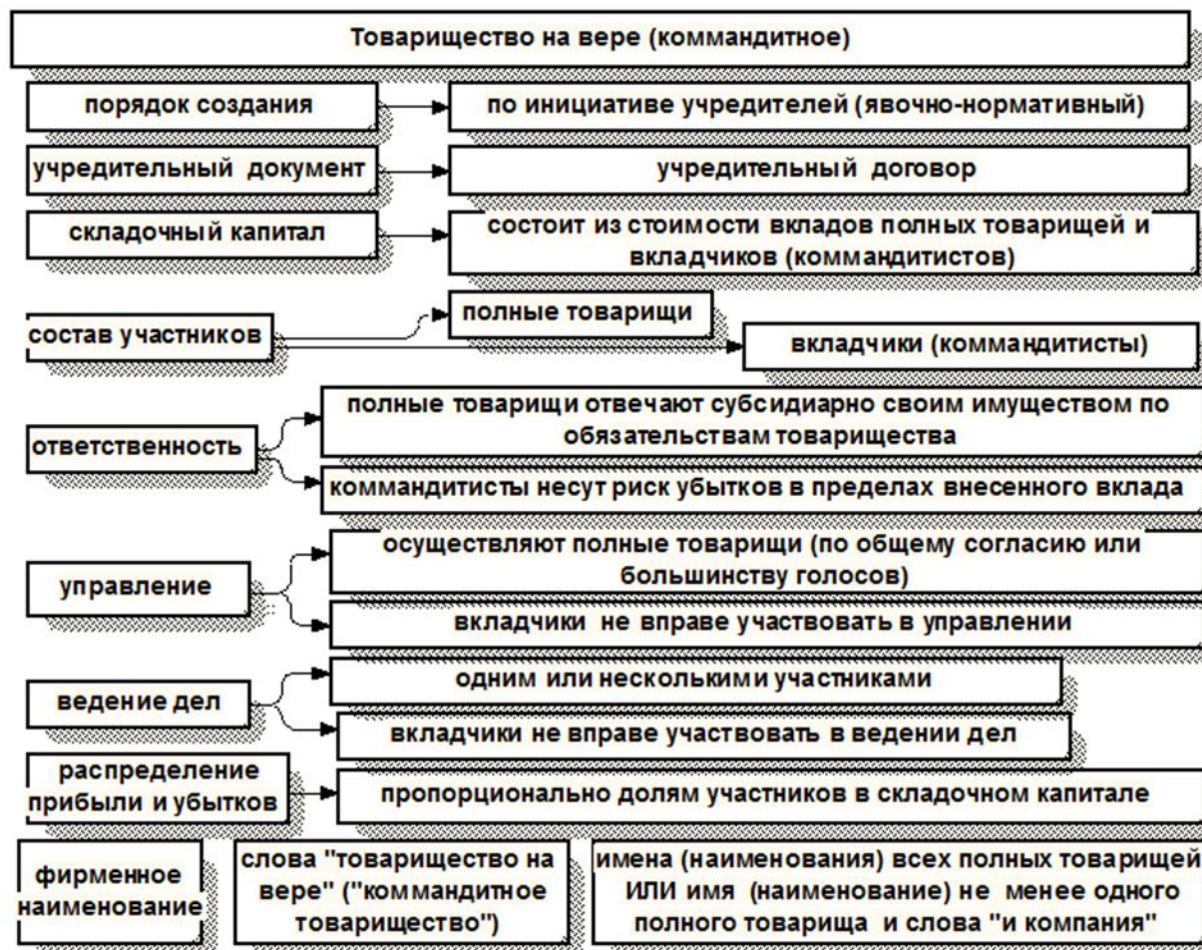 Товарищество на вере (коммандитное)
порядок создания
по инициативе учредителей (явочно-нормативный)
учредительный документ
учредительный договор
складочный капитал
состоит из стоимости вкладов полных товарищей и
вкладчиков (коммандитистов)
состав участников
полные товарищи
вкладчики (коммандитисты)
ответственность
полные товарищи отвечают субсидиарно своим имуществом по
обязательствам товарищества
коммандитисты несут риск убытков в пределах внесенного вклада
управление
осуществляют полные товарищи (по общему согласию или
большинству голосов)
вкладчики не вправе участвовать в управлении
ведение дел
одним или несколькими участниками
вкладчики не вправе участвовать в ведении дел
распределение
прибыли и убытков
пропорционально долям участников в складочном капитале
фирменное
наименование
слова "товарищество на
вере" ("коммандитное
товарищество")
имена (наименования) всех полных товарищей
ИЛИ имя (наименование) не менее одного
полного товарища и слова "и компания"